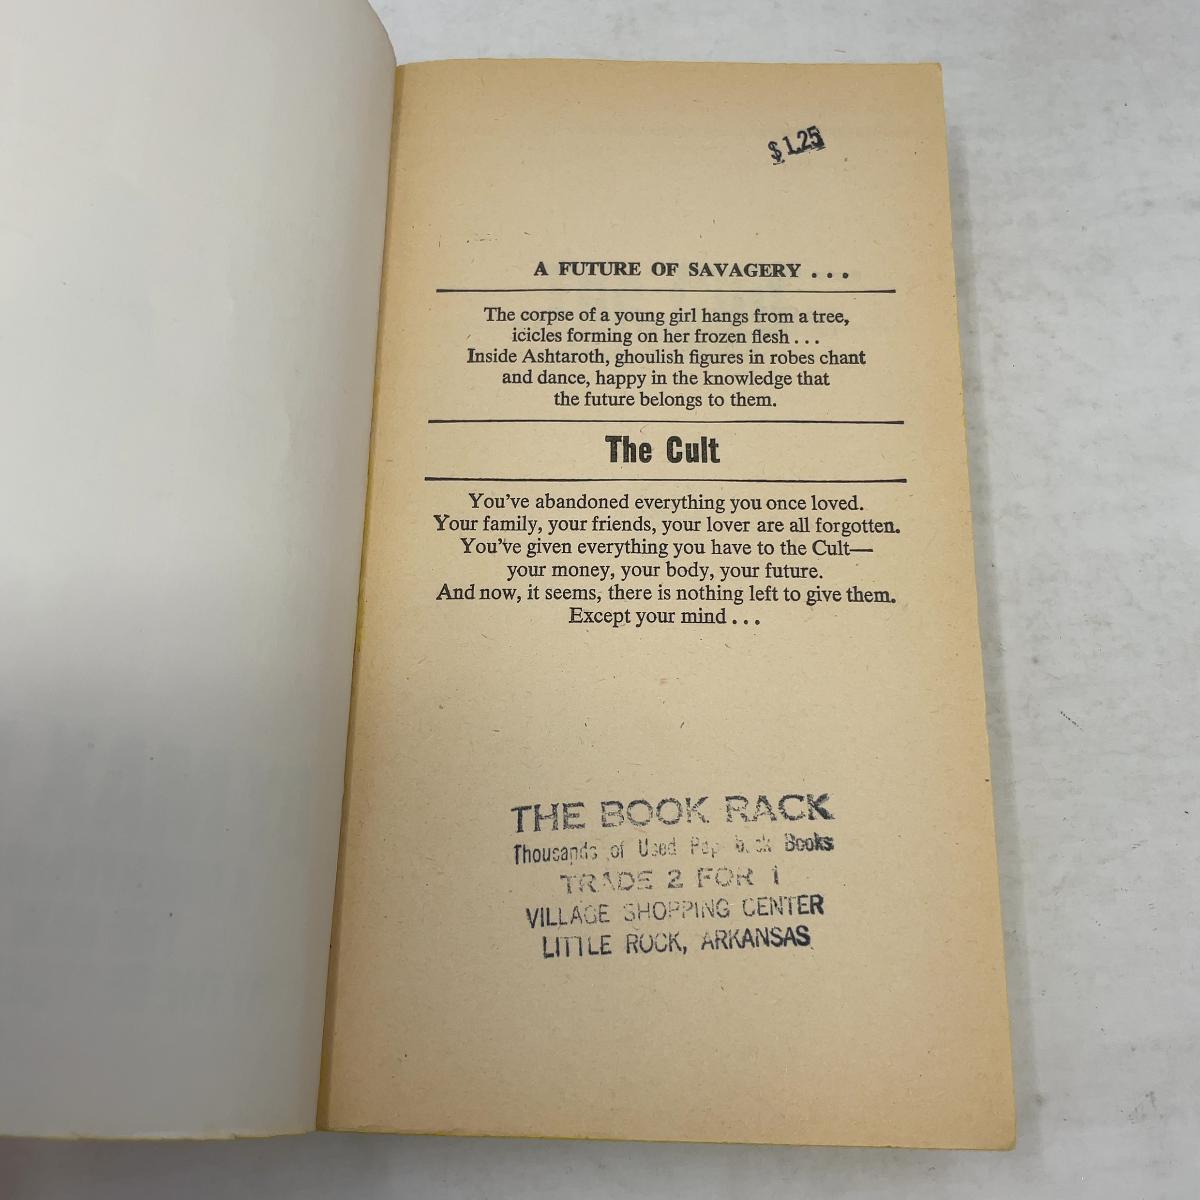 $1.25
A FUTURE OF SAVAGERY . . .
The corpse of a young girl hangs from a tree,
icicles forming on her frozen flesh . . .
Inside Ashtaroth, ghoulish figures in robes chant
and dance, happy in the knowledge that
the future belongs to them.
The Cult
You've abandoned everything you once loved.
Your family, your friends, your lover are all forgotten.
You've given everything you have to the Cult—
your money, your body, your future.
And now, it seems, there is nothing left to give them.
Except your mind . . .
THE BOOK RACK
Thousands of Used Paperback Books
TRADE 2 FOR 1
VILLAGE SHOPPING CENTER
LITTLE ROCK, ARKANSAS